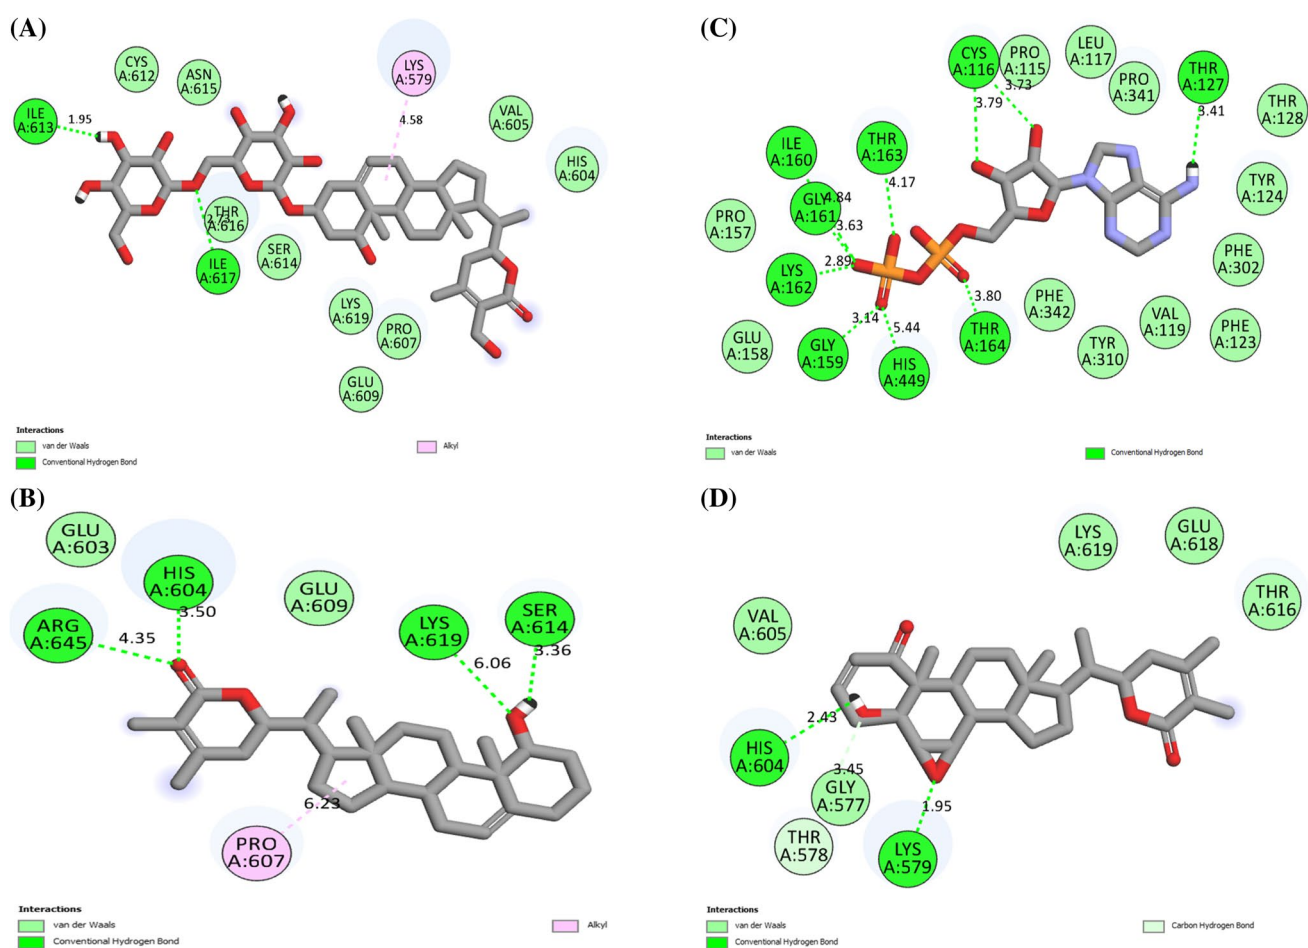 (A)
CYS
A:612
ASN
A:615
LYS
A:579
ILE
A:613
1.95
4.58
VAL
A:605
HIS
A:604
THR
A:616
2.73
SER
A:614
ILE
A:617
LYS
A:619
PRO
A:607
GLU
A:609
Interactions
van der Waals
Conventional Hydrogen Bond
Alkyl
(C)
CYS
A:116
PRO
A:115
LEU
A:117
PRO
A:341
THR
A:127
3.73
3.79
3.41
THR
A:128
ILE
A:160
THR
A:163
4.17
TYR
A:124
GLY
A:161
4.84
3.63
PRO
A:157
LYS
A:162
2.89
PHE
A:302
3.80
PHE
A:342
VAL
A:119
PHE
A:123
GLU
A:158
GLY
A:159
3.14
5.44
HIS
A:449
THR
A:164
TYR
A:310
Interactions
van der Waals
Conventional Hydrogen Bond
(B)
GLU
A:603
HIS
A:604
3.50
GLU
A:609
ARG
A:645
4.35
LYS
A:619
6.06
SER
A:614
3.36
6.23
PRO
A:607
Interactions
van der Waals
Conventional Hydrogen Bond
Alkyl
(D)
LYS
A:619
GLU
A:618
THR
A:616
VAL
A:605
2.43
HIS
A:604
3.45
GLY
A:577
THR
A:578
1.95
LYS
A:579
Interactions
van der Waals
Conventional Hydrogen Bond
Carbon Hydrogen Bond